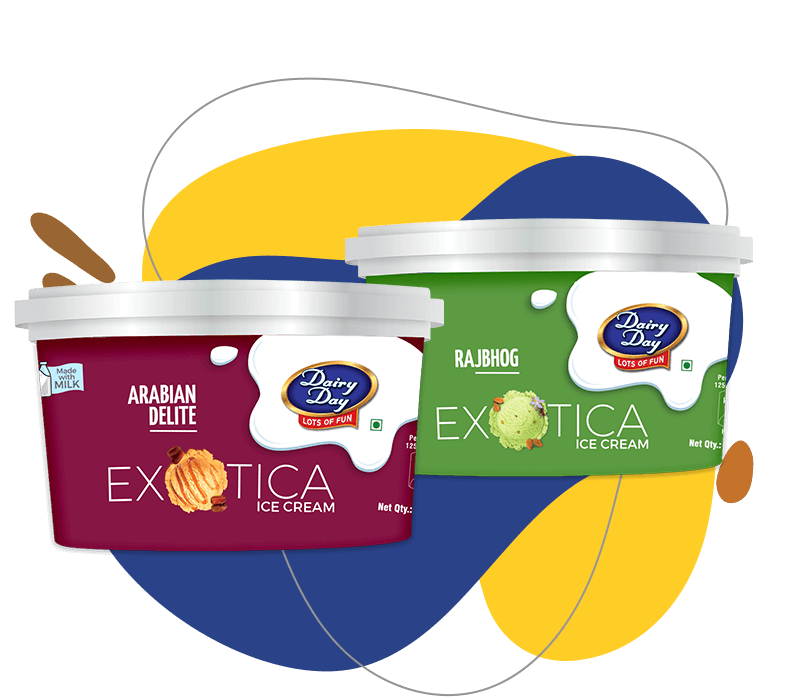 Made
with
MILK
ARABIAN
DELITE
Dairy
Day
LOTS OF FUN
EXOTICA
ICE CREAM
Net Qty.:
RAJBHOG
Dairy
Day
LOTS OF FUN
EXOTICA
ICE CREAM
Net Qty.: